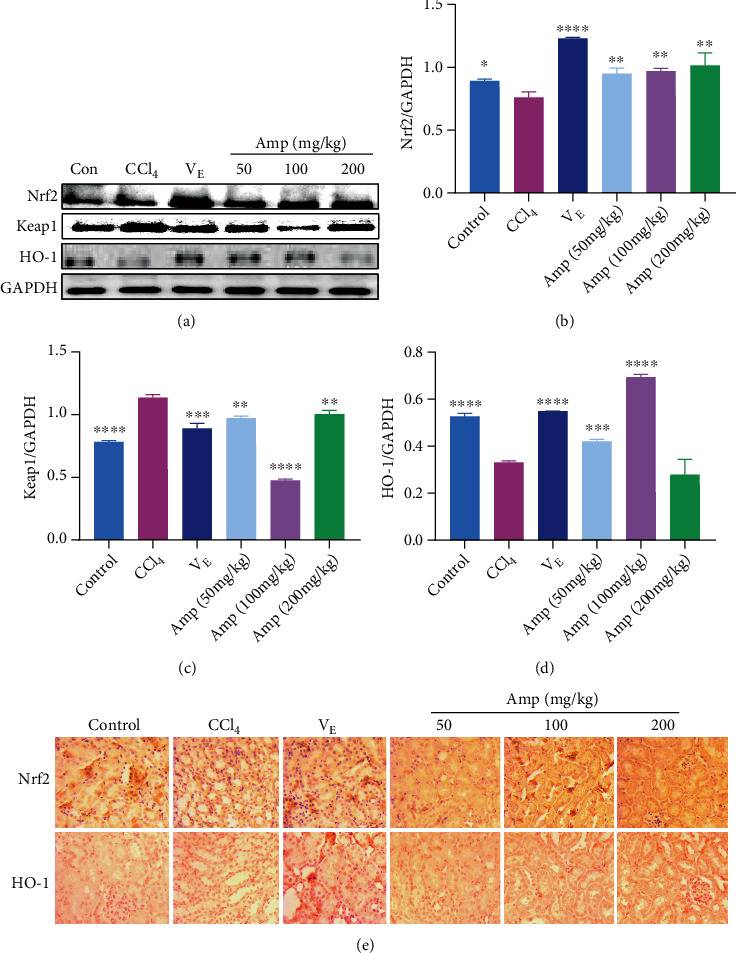 Amp (mg/kg)
Con CCl4 VE 50 100 200
Nrf2
Keap1
HO-1
GAPDH
(a)
Nrf2/GAPDH
1.5
1.0
0.5
0.0
* **** ** ** **
Control
CCl4
VE
Amp (50mg/kg)
Amp (100mg/kg)
Amp (200mg/kg)
(b)
Keap1/GAPDH
1.5
1.0
0.5
0.0
**** *** ** **** **
Control
CCl4
VE
Amp (50mg/kg)
Amp (100mg/kg)
Amp (200mg/kg)
(c)
HO-1/GAPDH
0.8
0.6
0.4
0.2
0.0
**** **** *** ****
Control
CCl4
VE
Amp (50mg/kg)
Amp (100mg/kg)
Amp (200mg/kg)
(d)
Amp (mg/kg)
Control CCl4 VE 50 100 200
Nrf2
HO-1
(e)